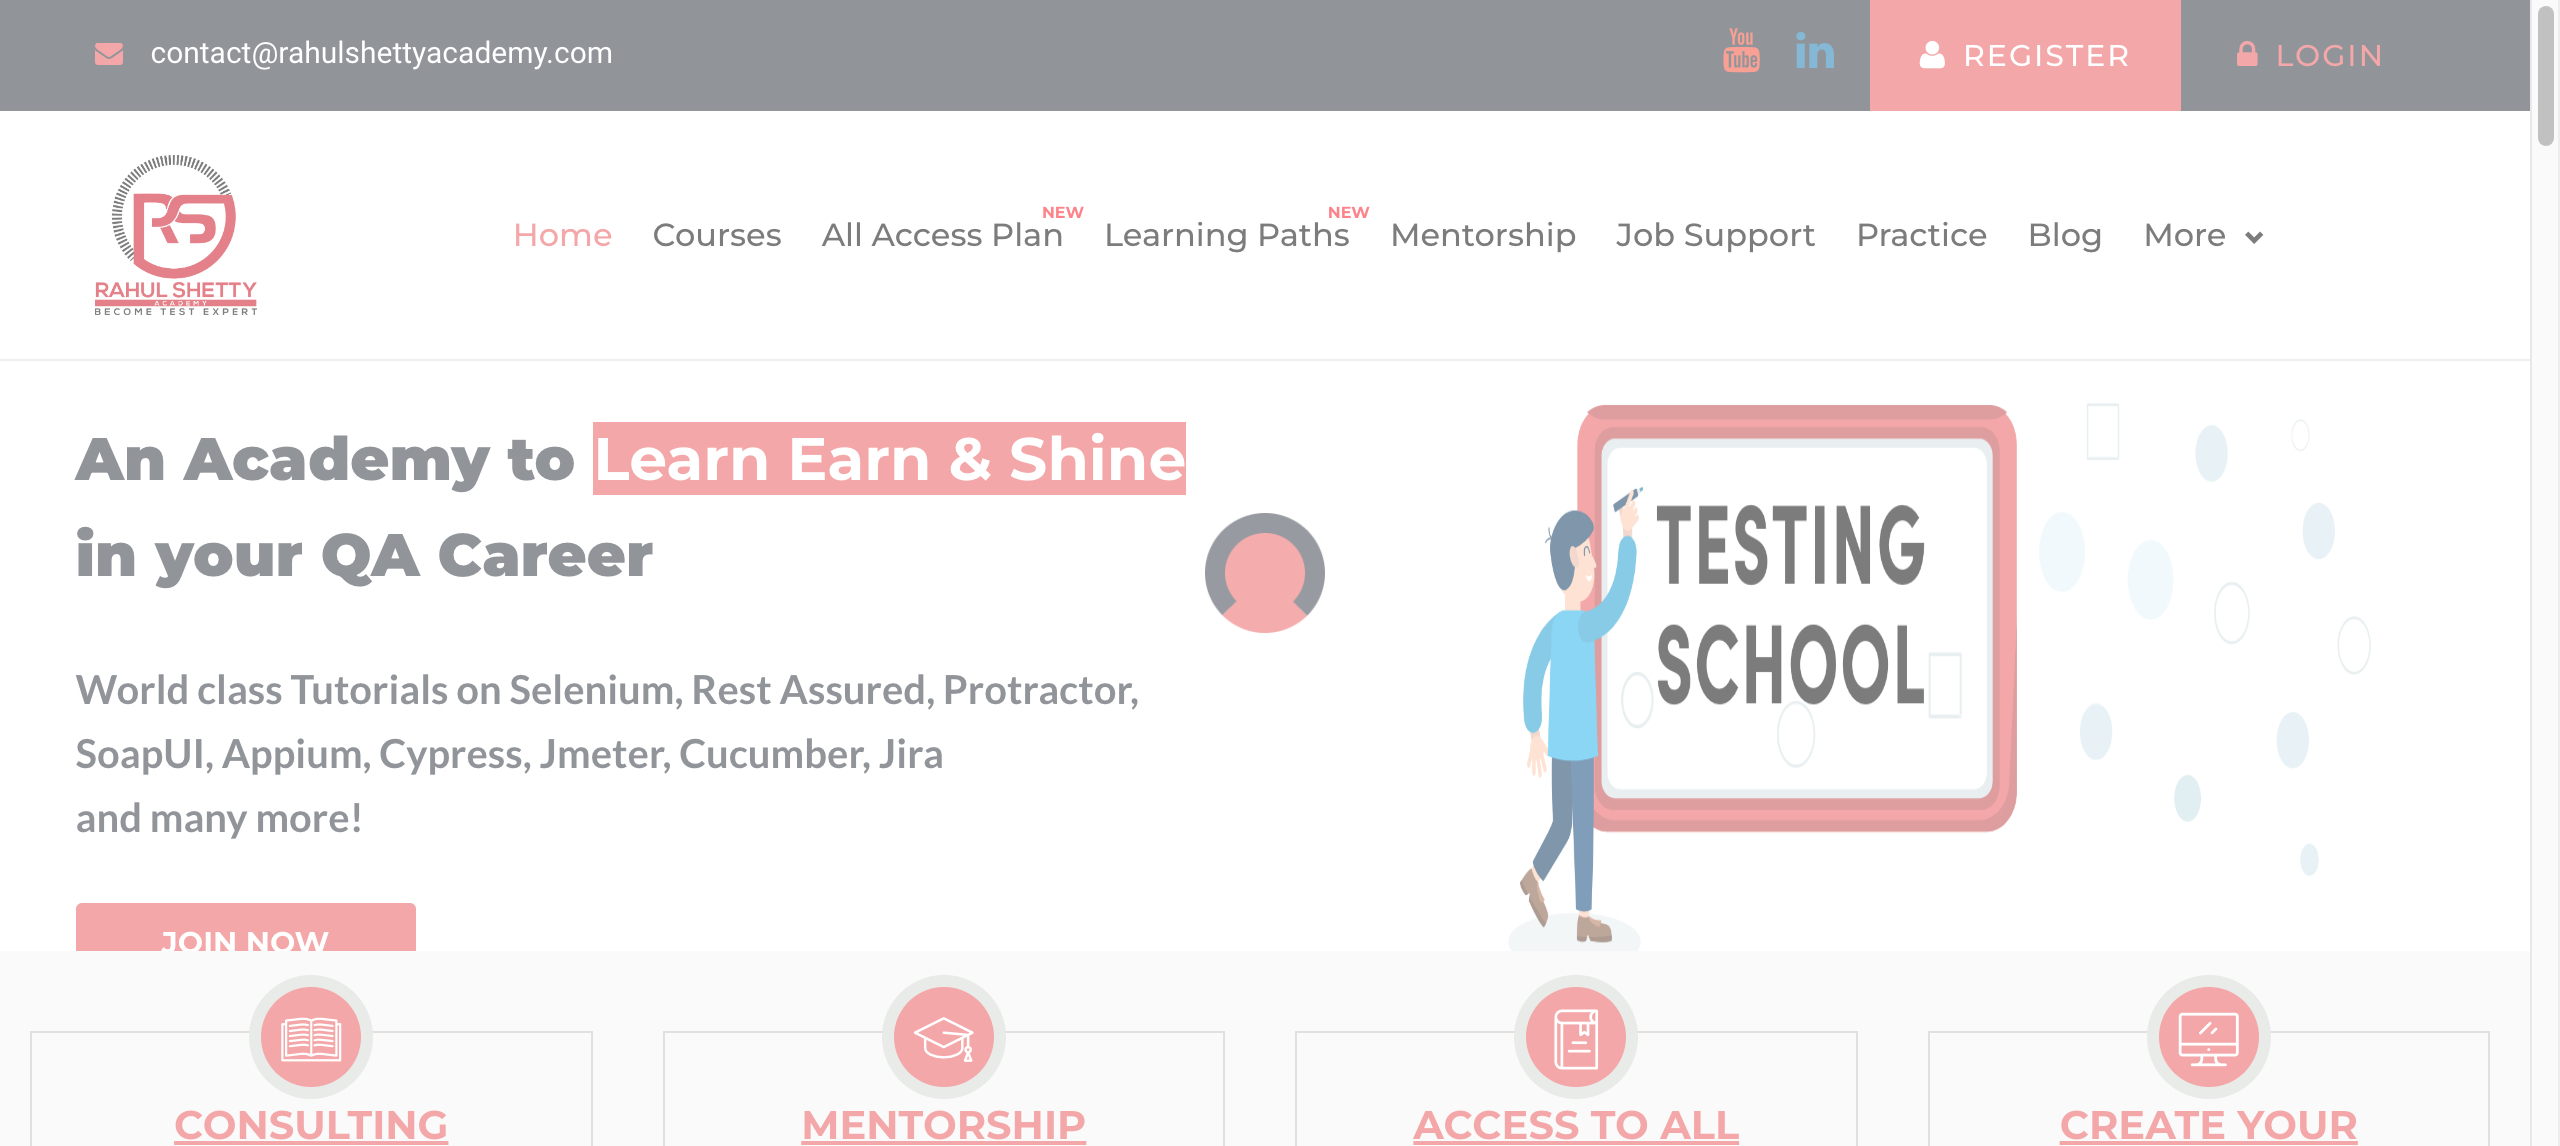 contact@rahulshettyacademy.com
You
Tube
in
REGISTER
LOGIN
RS
RAHUL SHETTY
ACADEMY
BECOME TEST EXPERT
Home
Courses
All Access Plan
NEW
Learning Paths
NEW
Mentorship
Job Support
Practice
Blog
More
An Academy to Learn Earn & Shine
in your QA Career
World class Tutorials on Selenium, Rest Assured, Protractor,
SoapUI, Appium, Cypress, Jmeter, Cucumber, Jira
and many more!
JOIN NOW
TESTING
SCHOOL
CONSULTING
MENTORSHIP
ACCESS TO ALL
CREATE YOUR